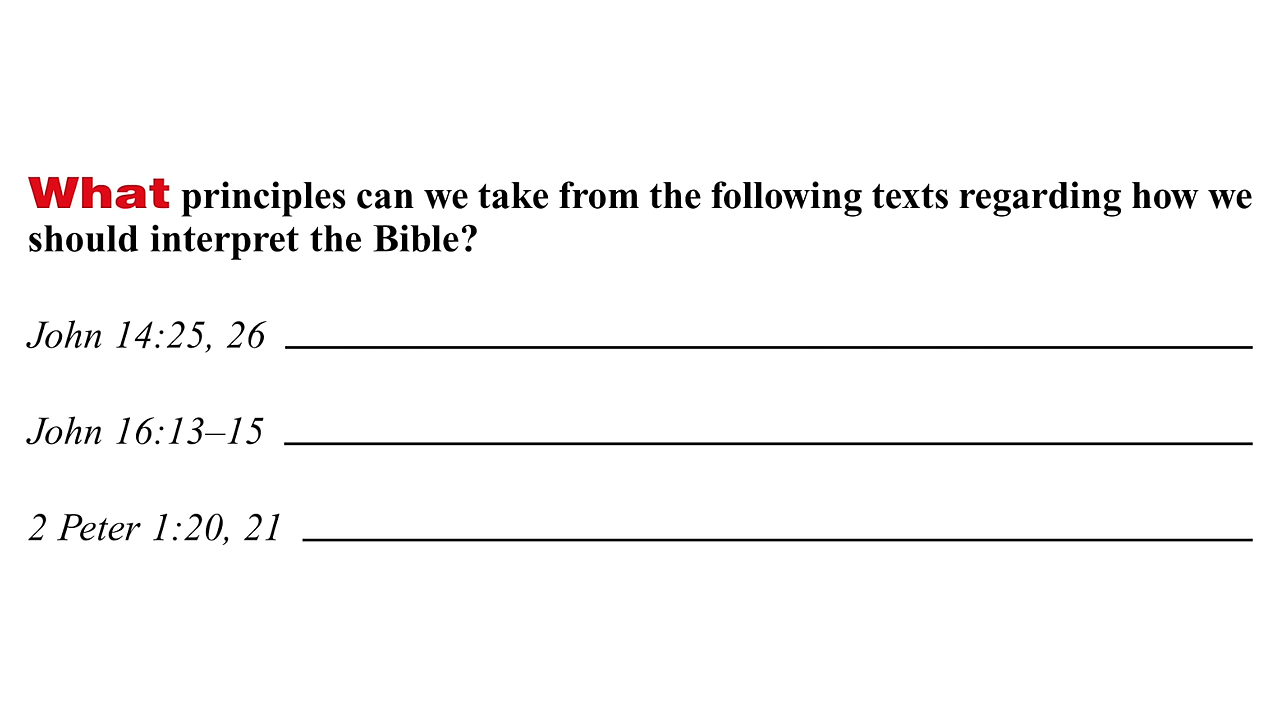 What principles can we take from the following texts regarding how we
should interpret the Bible?
John 14:25, 26
John 16:13–15
2 Peter 1:20, 21